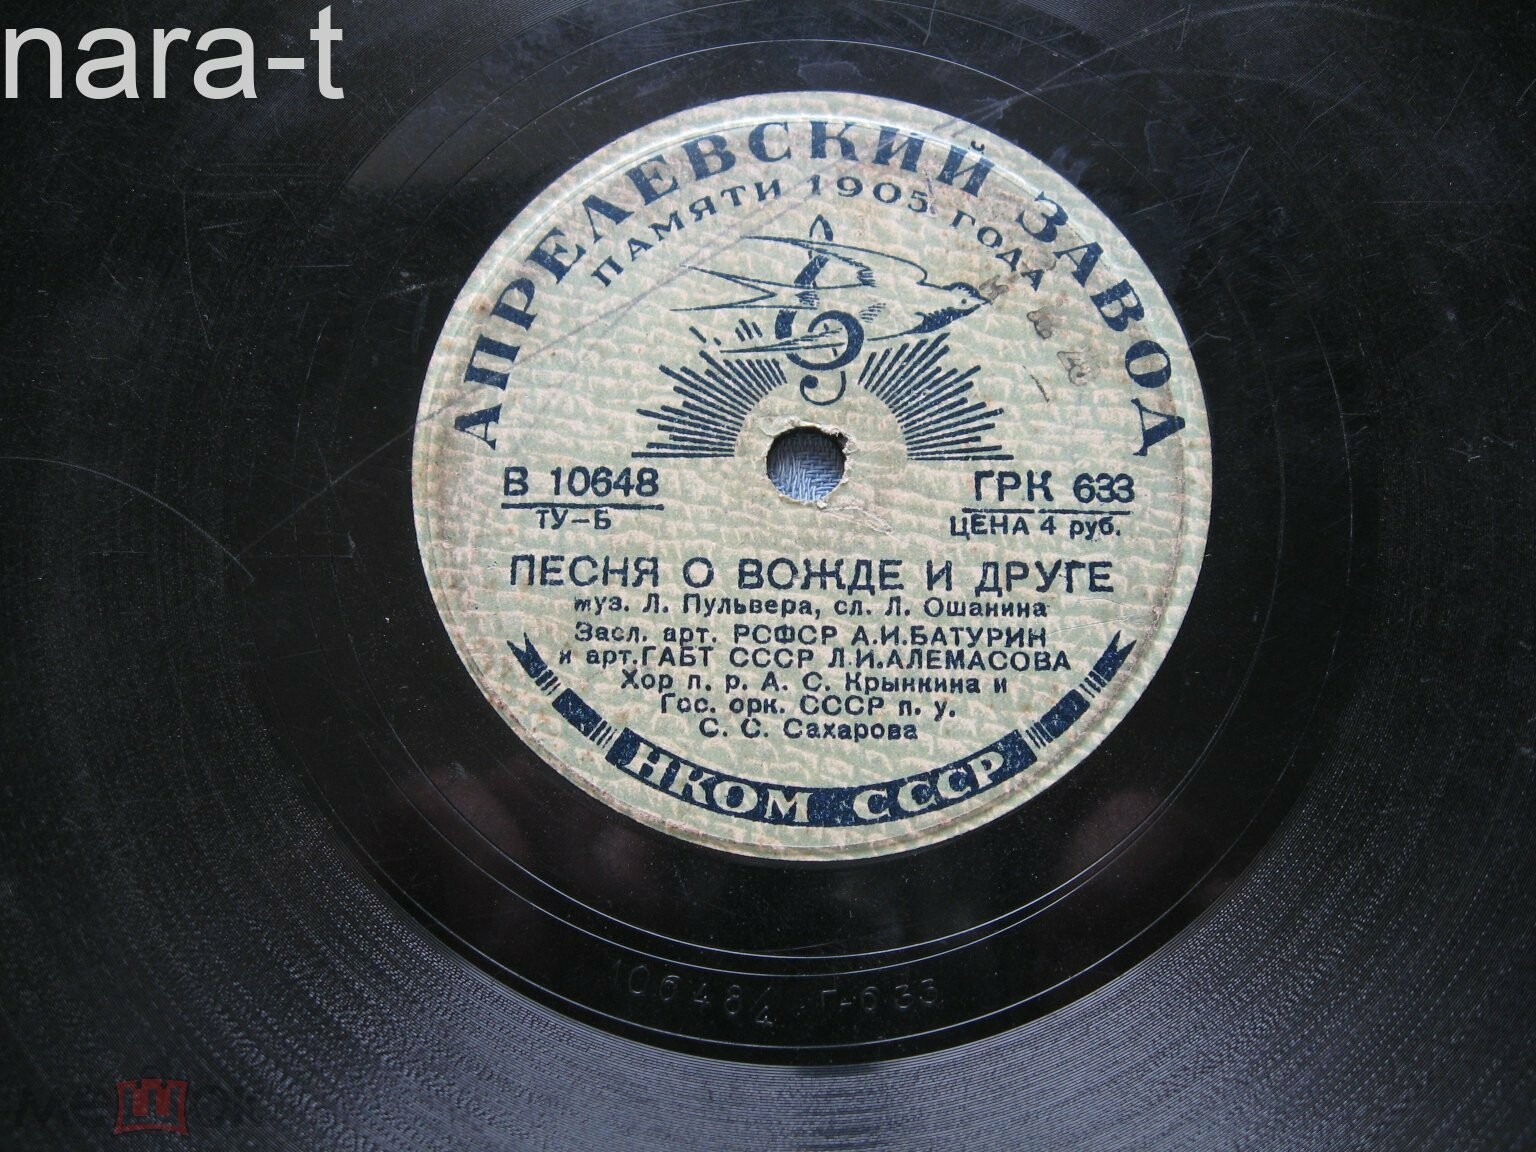 nara-t
АПРЕЛЕВСКИЙ ЗАВОД
ПАМЯТИ 1905 ГОДА
В 10648
ТУ-Б
ГРК 633
ЦЕНА 4 руб.
ПЕСНЯ О ВОЖДЕ И ДРУГЕ
муз. Л. Пульвера, сл. Л. Ошанина
Засл. арт. РСФСР А.И.БАТУРИН
и арт.ГАБТ СССР Л.И.АЛЕМАСОВА
Хор п. р. А. С. Крынкина и
Гос. орк. СССР п. у.
С. С. Сахарова
НКОМ СССР
10648 Г-633